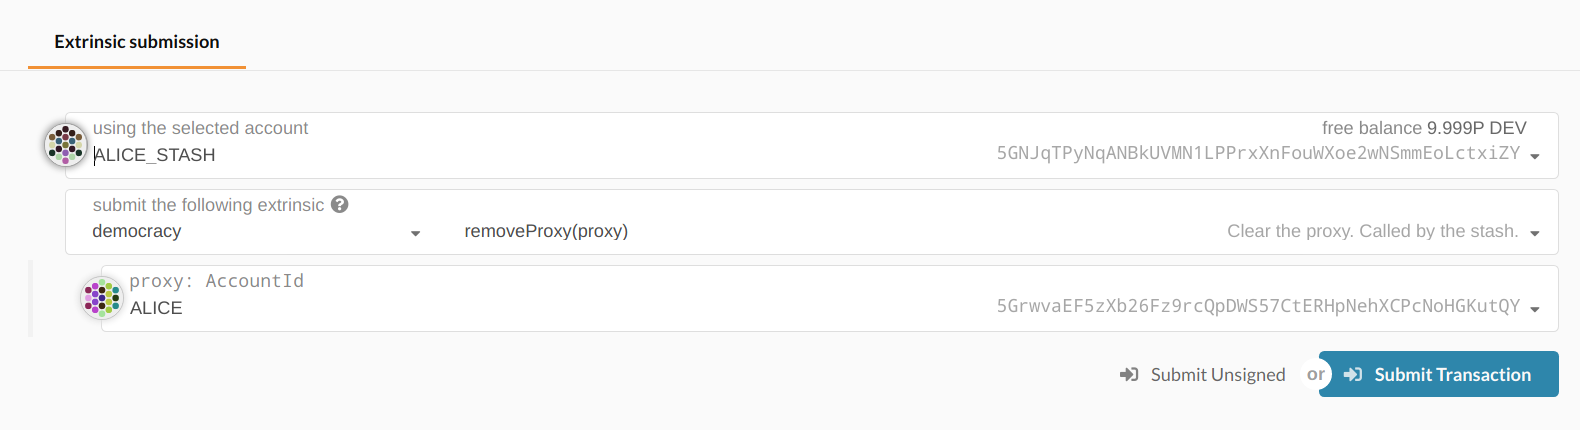 Extrinsic submission
using the selected account
free balance 9.999P DEV
ALICE_STASH
5GNJqTPyNqANBkUVMN1LPPrxXnFouWXoe2wNSmmEoLctxiZY
submit the following extrinsic ?
democracy
removeProxy(proxy)
Clear the proxy. Called by the stash.
proxy: AccountId
ALICE
5GrwvaEF5zXb26Fz9rcQpDWS57CtERHpNehXCPcNoHGKutQY
Submit Unsigned
or
Submit Transaction